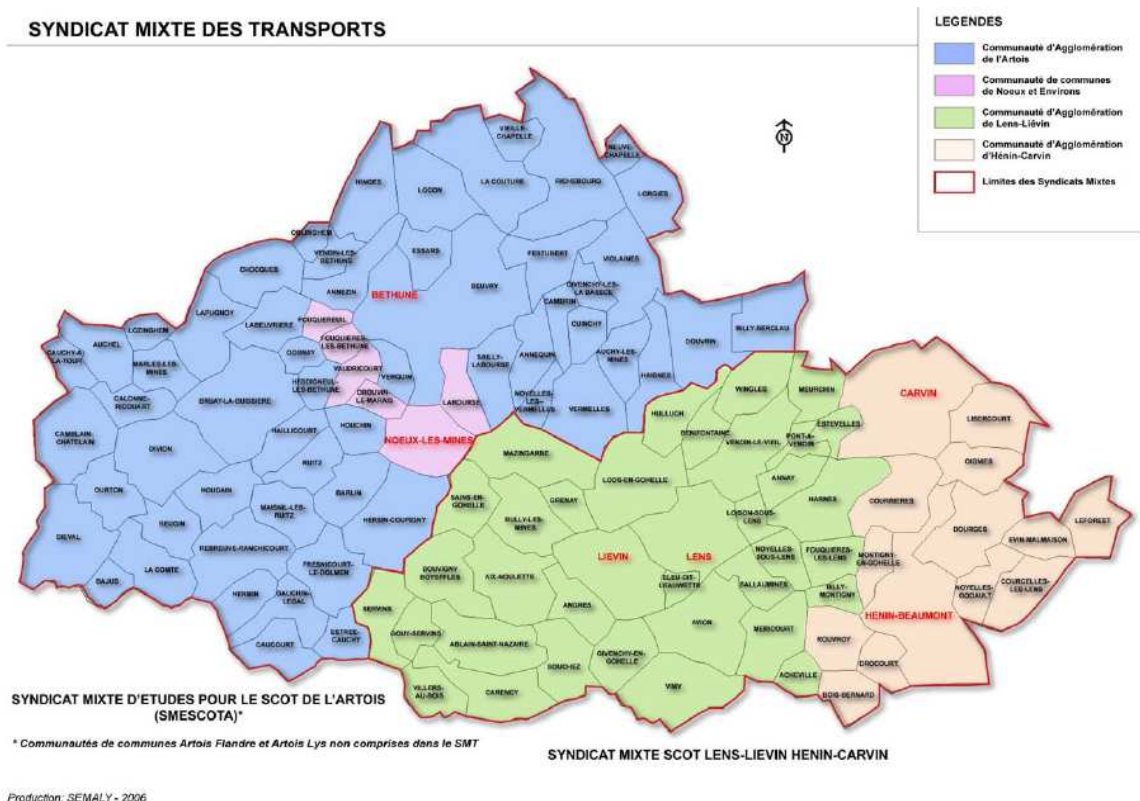 SYNDICAT MIXTE DES TRANSPORTS
LEGENDES
Communauté d'Agglomération
de l'Artois
Communauté de communes
de Noeux et Environs
Communauté d'Agglomération
de Lens-Liévin
Communauté d'Agglomération
d'Hénin-Carvin
Limites des Syndicats Mixtes
N
VIEILLE-
CHAPELLE
NEUVE-
CHAPELLE
HINGES
LOCON
LA COUTURE
RICHEBOURG
LORGIES
OBLINGHEM
VENDIN-LES-
BETHUNE
ESSARS
FESTUBERT
VIOLAINES
CHOCQUES
ANNEZIN
BETHUNE
BEUVRY
GIVENCHY-LES-
LA BASSEE
CAMBRIN
CUINCHY
LAPUGNOY
LABEUVRIERE
FOUQUEREUIL
FOUQUIERES-
LES-BETHUNE
LOZINGHEM
AUCHEL
CAUCHY-A-
LA-TOUR
MARLES-LES-
MINES
GOSNAY
VAUDRICOURT
VERQUIN
SAILLY-
LABOURSE
ANNEQUIN
AUCHY-LES-
MINES
HAISNES
DOUVRIN
BILLY-BERCLAU
HESDIGNEUL-
LES-BETHUNE
DROUVIN-
LE-MARAIS
LABOURSE
NOYELLES-
LES-
VERMELLES
VERMELLES
CALONNE-
RICOUART
BRUAY-LA-BUISSIERE
HOUCHIN
NOEUX-LES-MINES
HAILLICOURT
CAMBLAIN-
CHATELAIN
DIVION
RUITZ
BARLIN
OURTON
HOUDAIN
MAISNIL-LES-
RUITZ
HERSIN-COUPIGNY
DIEVAL
BEUGIN
REBREUVE-RANCHICOURT
BAJUS
LA COMTE
FRESNICOURT-
LE-DOLMEN
HERMIN
GAUCHIN-
LEGAL
CAUCOURT
ESTREE-
CAUCHY
WINGLES
MEURCHIN
HULLUCH
BENIFONTAINE
VENDIN-LE-VIEIL
PONT-A-
VENDIN
ESTEVELLES
MAZINGARBE
LOOS-EN-GOHELLE
ANNAY
HARNES
SAINS-EN-
GOHELLE
GRENAY
BULLY-LES-
MINES
LOISON-SOUS-
LENS
LIEVIN
LENS
NOYELLES-
SOUS-LENS
FOUQUIERES-
LES-LENS
BOUVIGNY
BOYEFFLES
AIX-NOULETTE
SALLAUMINES
BILLY-
MONTIGNY
SERVINS
ANGRES
AVION
MERICOURT
GOUY-SERVINS
ABLAIN-SAINT-NAZAIRE
SOUCHEZ
GIVENCHY-EN-
GOHELLE
VILLERS-
AU-BOIS
CARENCY
VIMY
ACHEVILLE
CARVIN
LIBERCOURT
OIGNIES
COURRIERES
DOURGES
LEFOREST
EVIN-MALMAISON
MONTIGNY-
EN-GOHELLE
NOYELLES-
GODAULT
COURCELLES-
LES-LENS
HENIN-BEAUMONT
ROUVROY
DROCOURT
BOIS-BERNARD
SYNDICAT MIXTE D'ETUDES POUR LE SCOT DE L'ARTOIS
(SMESCOTA)*
* Communautés de communes Artois Flandre et Artois Lys non comprises dans le SMT
SYNDICAT MIXTE SCOT LENS-LIEVIN HENIN-CARVIN
Production: SEMALY - 2006